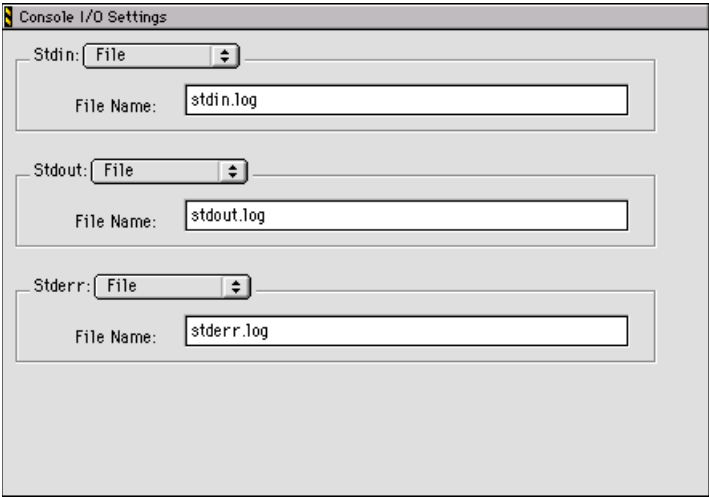 Console I/O Settings
Stdin: File
File Name: stdin.log
Stdout: File
File Name: stdout.log
Stderr: File
File Name: stderr.log